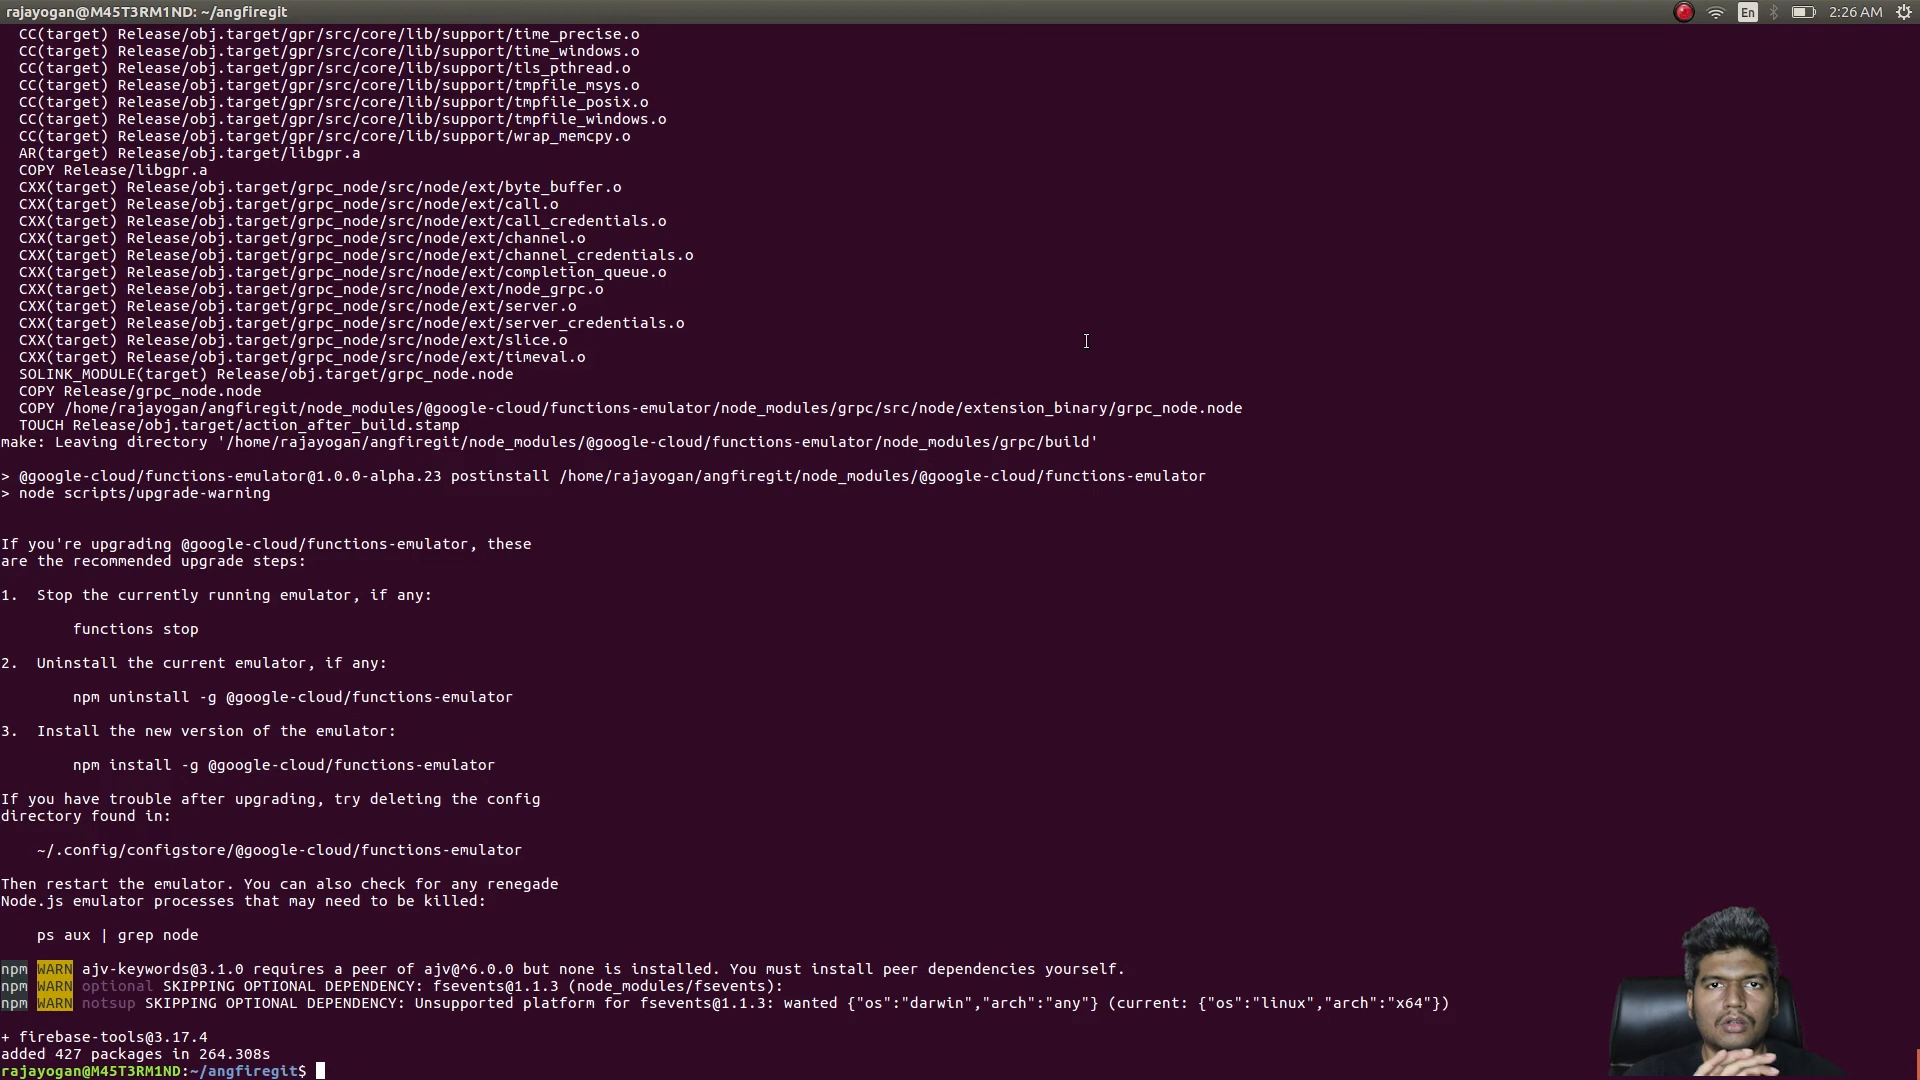 rajayogan@M45T3RM1ND: ~/angfiregit
En
2:26 AM
CC(target) Release/obj.target/gpr/src/core/lib/support/time_precise.o
CC(target) Release/obj.target/gpr/src/core/lib/support/time_windows.o
CC(target) Release/obj.target/gpr/src/core/lib/support/tls_pthread.o
CC(target) Release/obj.target/gpr/src/core/lib/support/tmpfile_msys.o
CC(target) Release/obj.target/gpr/src/core/lib/support/tmpfile_posix.o
CC(target) Release/obj.target/gpr/src/core/lib/support/tmpfile_windows.o
CC(target) Release/obj.target/gpr/src/core/lib/support/wrap_memcpy.o
AR(target) Release/obj.target/libgpr.a
COPY Release/libgpr.a
CXX(target) Release/obj.target/grpc_node/src/node/ext/byte_buffer.o
CXX(target) Release/obj.target/grpc_node/src/node/ext/call.o
CXX(target) Release/obj.target/grpc_node/src/node/ext/call_credentials.o
CXX(target) Release/obj.target/grpc_node/src/node/ext/channel.o
CXX(target) Release/obj.target/grpc_node/src/node/ext/channel_credentials.o
CXX(target) Release/obj.target/grpc_node/src/node/ext/completion_queue.o
CXX(target) Release/obj.target/grpc_node/src/node/ext/node_grpc.o
CXX(target) Release/obj.target/grpc_node/src/node/ext/server.o
CXX(target) Release/obj.target/grpc_node/src/node/ext/server_credentials.o
CXX(target) Release/obj.target/grpc_node/src/node/ext/slice.o
CXX(target) Release/obj.target/grpc_node/src/node/ext/timeval.o
SOLINK_MODULE(target) Release/obj.target/grpc_node.node
COPY Release/grpc_node.node
COPY /home/rajayogan/angfiregit/node_modules/@google-cloud/functions-emulator/node_modules/grpc/src/node/extension_binary/grpc_node.node
TOUCH Release/obj.target/action_after_build.stamp
make: Leaving directory '/home/rajayogan/angfiregit/node_modules/@google-cloud/functions-emulator/node_modules/grpc/build'
> @google-cloud/functions-emulator@1.0.0-alpha.23 postinstall /home/rajayogan/angfiregit/node_modules/@google-cloud/functions-emulator
> node scripts/upgrade-warning
If you're upgrading @google-cloud/functions-emulator, these
are the recommended upgrade steps:
1. Stop the currently running emulator, if any:
functions stop
2. Uninstall the current emulator, if any:
npm uninstall -g @google-cloud/functions-emulator
3. Install the new version of the emulator:
npm install -g @google-cloud/functions-emulator
If you have trouble after upgrading, try deleting the config
directory found in:
~/.config/configstore/@google-cloud/functions-emulator
Then restart the emulator. You can also check for any renegade
Node.js emulator processes that may need to be killed:
ps aux | grep node
npm WARN ajv-keywords@3.1.0 requires a peer of ajv@^6.0.0 but none is installed. You must install peer dependencies yourself.
npm WARN optional SKIPPING OPTIONAL DEPENDENCY: fsevents@1.1.3 (node_modules/fsevents):
npm WARN notsup SKIPPING OPTIONAL DEPENDENCY: Unsupported platform for fsevents@1.1.3: wanted {"os":"darwin","arch":"any"} (current: {"os":"linux","arch":"x64"})
+ firebase-tools@3.17.4
added 427 packages in 264.308s
rajayogan@M45T3RM1ND:~/angfiregit$